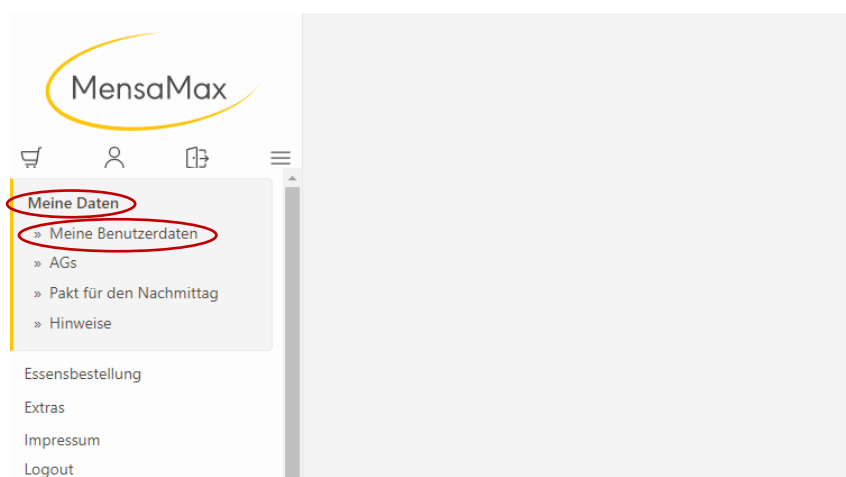 MensaMax
Meine Daten
» Meine Benutzerdaten
» AGs
» Pakt für den Nachmittag
» Hinweise
Essensbestellung
Extras
Impressum
Logout